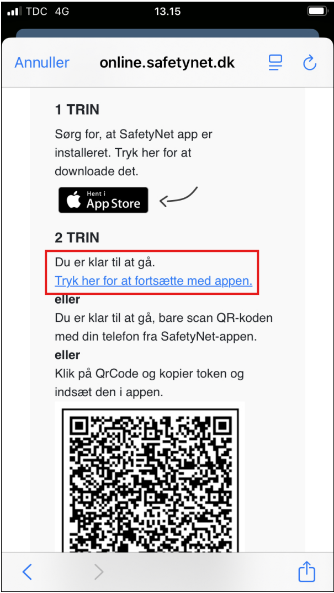 TDC 4G 13.15
Annuller online.safetynet.dk
1 TRIN
Sørg for, at SafetyNet app er
installeret. Tryk her for at
downloade det.
Hent i
App Store
2 TRIN
Du er klar til at gå.
Tryk her for at fortsætte med appen.
eller
Du er klar til at gå, bare scan QR-koden
med din telefon fra SafetyNet-appen.
eller
Klik på QrCode og kopier token og
indsæt den i appen.